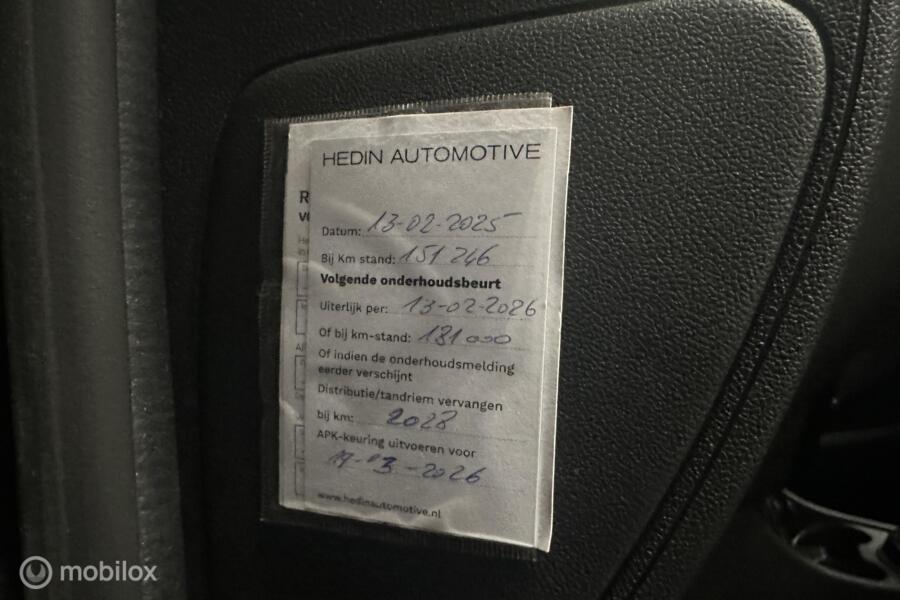 HEDIN AUTOMOTIVE
Datum: 13-02-2025
Bij Km stand: 151 246
Volgende onderhoudsbeurt
Uiterlijk per: 13-02-2026
Of bij km-stand: 181 000
Of indien de onderhoudsmelding
eerder verschijnt
Distributie/tandriem vervangen
bij km: 2028
APK-keuring uitvoeren voor
-03-2026
www.hedinautomotive.nl
mobilox